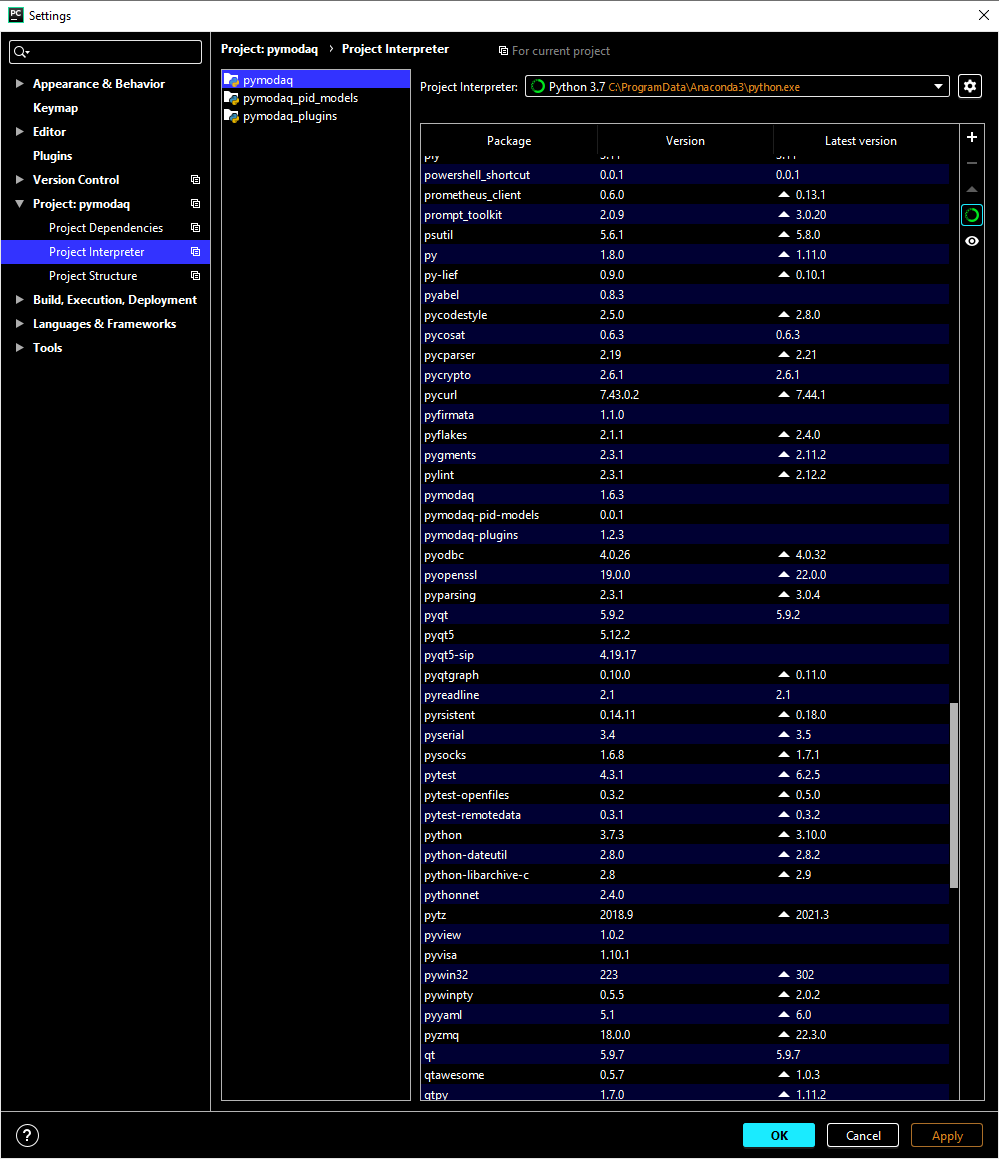 PC Settings
Project: pymodaq › Project Interpreter For current project
Appearance & Behavior
Keymap
Editor
Plugins
Version Control
Project: pymodaq
Project Dependencies
Project Interpreter
Project Structure
Build, Execution, Deployment
Languages & Frameworks
Tools
pymodaq
pymodaq_pid_models
pymodaq_plugins
Project Interpreter: Python 3.7 C:\ProgramData\Anaconda3\python.exe
Package Version Latest version
ply 3.11 3.11
powershell_shortcut 0.0.1 0.0.1
prometheus_client 0.6.0 0.13.1
prompt_toolkit 2.0.9 3.0.20
psutil 5.6.1 5.8.0
py 1.8.0 1.11.0
py-lief 0.9.0 0.10.1
pyabel 0.8.3
pycodestyle 2.5.0 2.8.0
pycosat 0.6.3 0.6.3
pycparser 2.19 2.21
pycrypto 2.6.1 2.6.1
pycurl 7.43.0.2 7.44.1
pyfirmata 1.1.0
pyflakes 2.1.1 2.4.0
pygments 2.3.1 2.11.2
pylint 2.3.1 2.12.2
pymodaq 1.6.3
pymodaq-pid-models 0.0.1
pymodaq-plugins 1.2.3
pyodbc 4.0.26 4.0.32
pyopenssl 19.0.0 22.0.0
pyparsing 2.3.1 3.0.4
pyqt 5.9.2 5.9.2
pyqt5 5.12.2
pyqt5-sip 4.19.17
pyqtgraph 0.10.0 0.11.0
pyreadline 2.1 2.1
pyrsistent 0.14.11 0.18.0
pyserial 3.4 3.5
pysocks 1.6.8 1.7.1
pytest 4.3.1 6.2.5
pytest-openfiles 0.3.2 0.5.0
pytest-remotedata 0.3.1 0.3.2
python 3.7.3 3.10.0
python-dateutil 2.8.0 2.8.2
python-libarchive-c 2.8 2.9
pythonnet 2.4.0
pytz 2018.9 2021.3
pyview 1.0.2
pyvisa 1.10.1
pywin32 223 302
pywinpty 0.5.5 2.0.2
pyyaml 5.1 6.0
pyzmq 18.0.0 22.3.0
qt 5.9.7 5.9.7
qtawesome 0.5.7 1.0.3
qtpy 1.7.0 1.11.2
? OK Cancel Apply